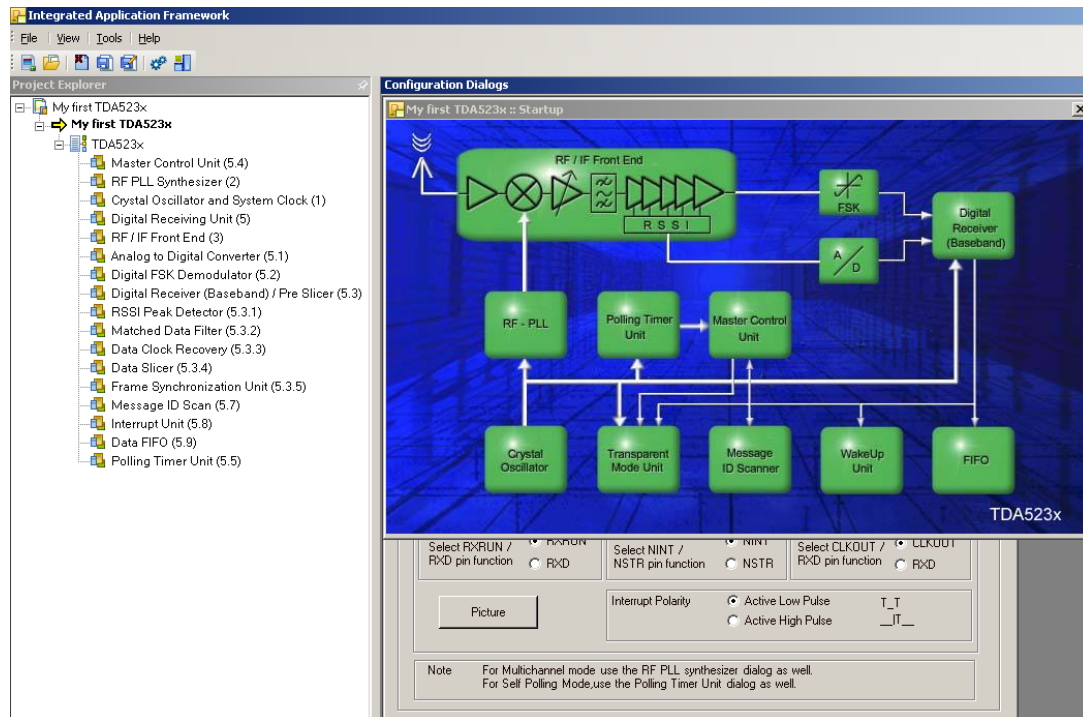 Integrated Application Framework
File View Tools Help
Project Explorer
My first TDA523x
My first TDA523x
TDA523x
Master Control Unit (5.4)
RF PLL Synthesizer (2)
Crystal Oscillator and System Clock (1)
Digital Receiving Unit (5)
RF / IF Front End (3)
Analog to Digital Converter (5.1)
Digital FSK Demodulator (5.2)
Digital Receiver (Baseband) / Pre Slicer (5.3)
RSSI Peak Detector (5.3.1)
Matched Data Filter (5.3.2)
Data Clock Recovery (5.3.3)
Data Slicer (5.3.4)
Frame Synchronization Unit (5.3.5)
Message ID Scan (5.7)
Interrupt Unit (5.8)
Data FIFO (5.9)
Polling Timer Unit (5.5)
Configuration Dialogs
My first TDA523x :: Startup
RF / IF Front End
R S S I
FSK
A / D
Digital
Receiver
(Baseband)
RF - PLL
Polling Timer
Unit
Master Control
Unit
Crystal
Oscillator
Transparent
Mode Unit
Message
ID Scanner
WakeUp
Unit
FIFO
TDA523x
Select RXRUN /
RXD pin function
RXRUN
RXD
Select NINT /
NSTR pin function
NINT
NSTR
Select CLKOUT /
RXD pin function
CLKOUT
RXD
Picture
Interrupt Polarity
Active Low Pulse T_T
Active High Pulse __IT__
Note For Multichannel mode use the RF PLL synthesizer dialog as well.
For Self Polling Mode,use the Polling Timer Unit dialog as well.